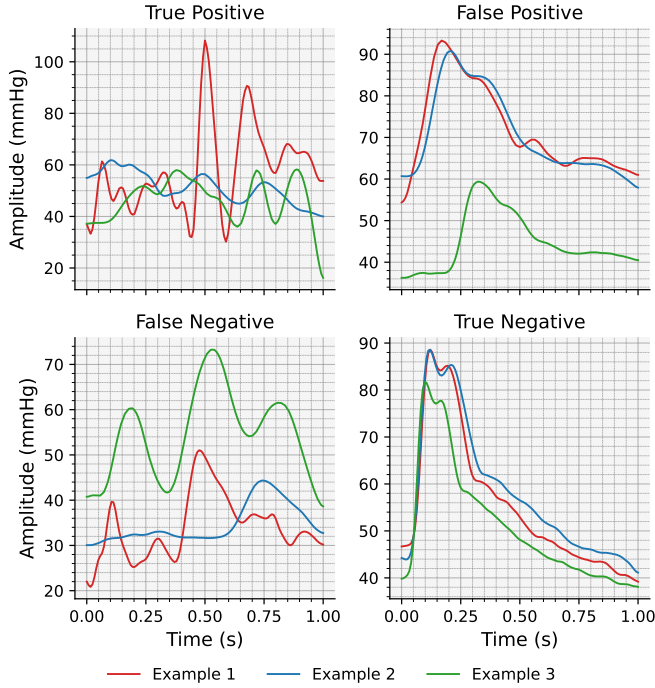 True Positive
False Positive
Amplitude (mmHg)
100
80
60
40
20
90
80
70
60
50
40
False Negative
True Negative
Amplitude (mmHg)
70
60
50
40
30
20
90
80
70
60
50
40
0.00 0.25 0.50 0.75 1.00
0.00 0.25 0.50 0.75 1.00
Time (s)
Time (s)
Example 1 Example 2 Example 3